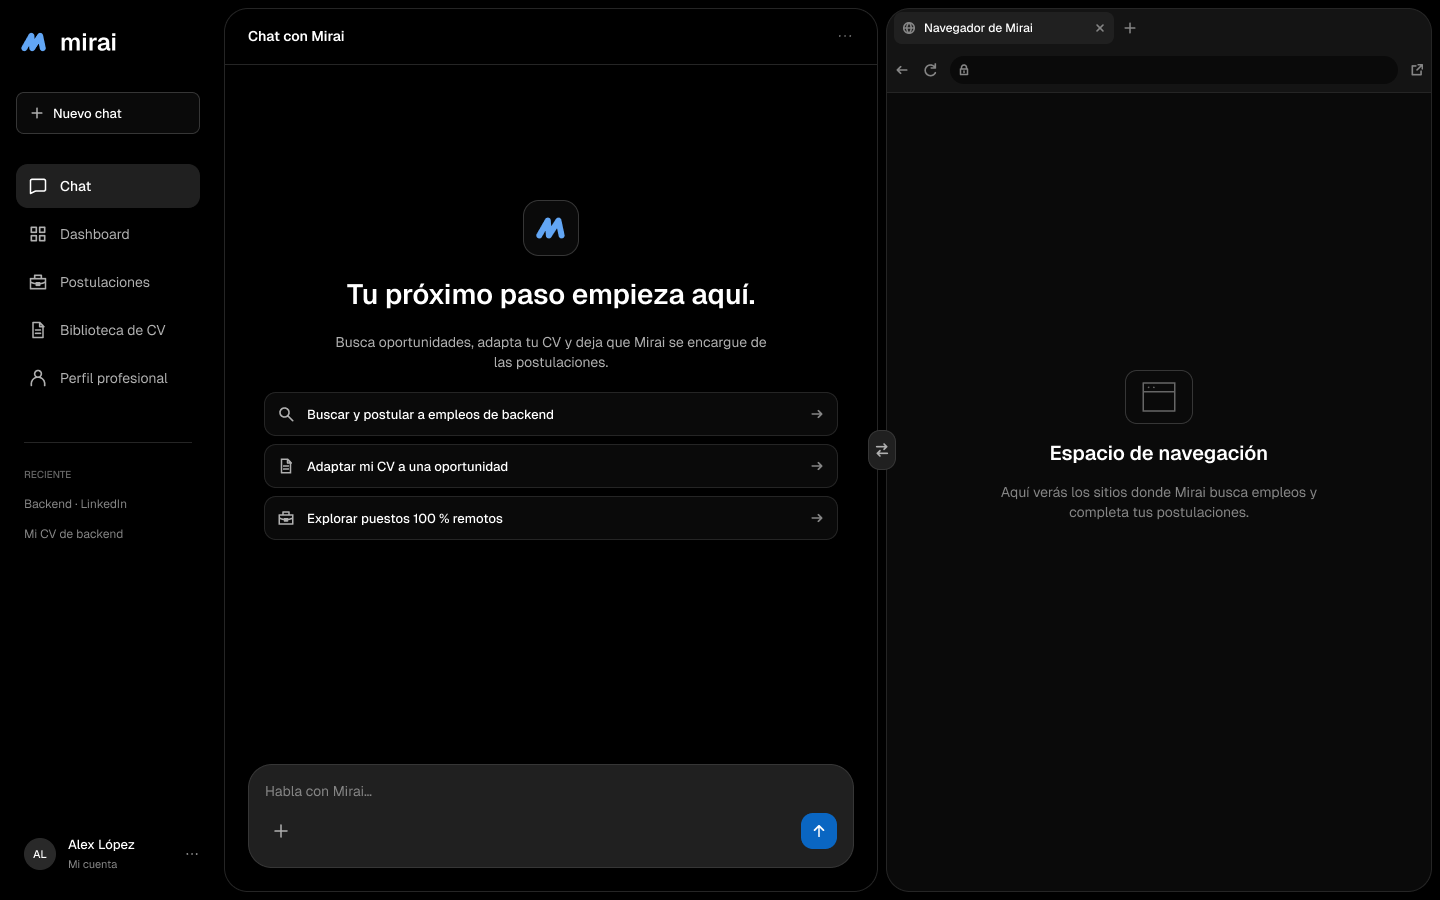 mirai
Nuevo chat
Chat
Dashboard
Postulaciones
Biblioteca de CV
Perfil profesional
RECIENTE
Backend · LinkedIn
Mi CV de backend
AL
Alex López
Mi cuenta
Chat con Mirai
Tu próximo paso empieza aquí.
Busca oportunidades, adapta tu CV y deja que Mirai se encargue de
las postulaciones.
Buscar y postular a empleos de backend
Adaptar mi CV a una oportunidad
Explorar puestos 100 % remotos
Habla con Mirai...
Navegador de Mirai
Espacio de navegación
Aquí verás los sitios donde Mirai busca empleos y
completa tus postulaciones.